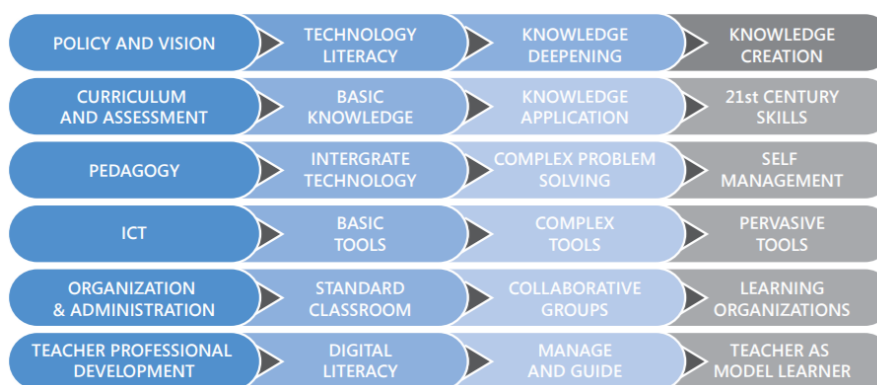 POLICY AND VISION
TECHNOLOGY
LITERACY
KNOWLEDGE
DEEPENING
KNOWLEDGE
CREATION
CURRICULUM
AND ASSESSMENT
BASIC
KNOWLEDGE
KNOWLEDGE
APPLICATION
21st CENTURY
SKILLS
PEDAGOGY
INTERGRATE
TECHNOLOGY
COMPLEX PROBLEM
SOLVING
SELF
MANAGEMENT
ICT
BASIC
TOOLS
COMPLEX
TOOLS
PERVASIVE
TOOLS
ORGANIZATION
& ADMINISTRATION
STANDARD
CLASSROOM
COLLABORATIVE
GROUPS
LEARNING
ORGANIZATIONS
TEACHER PROFESSIONAL
DEVELOPMENT
DIGITAL
LITERACY
MANAGE
AND GUIDE
TEACHER AS
MODEL LEARNER